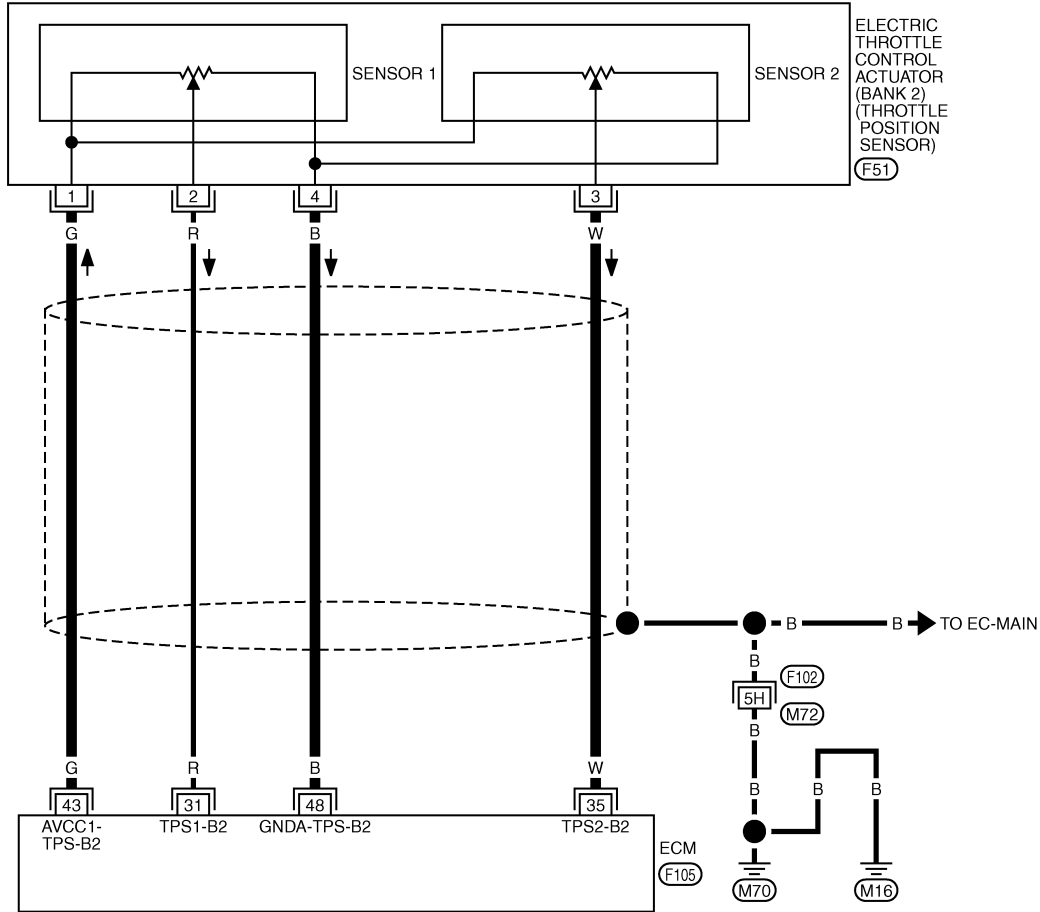 SENSOR 1
SENSOR 2
ELECTRIC
THROTTLE
CONTROL
ACTUATOR
(BANK 2)
(THROTTLE
POSITION
SENSOR)
F51
1
2
4
3
G
R
B
W
B
B
TO EC-MAIN
B
F102
5H
M72
B
G
R
B
W
B
B
B
43
31
48
35
AVCC1-
TPS-B2
TPS1-B2
GNDA-TPS-B2
TPS2-B2
ECM
F105
M70
M16